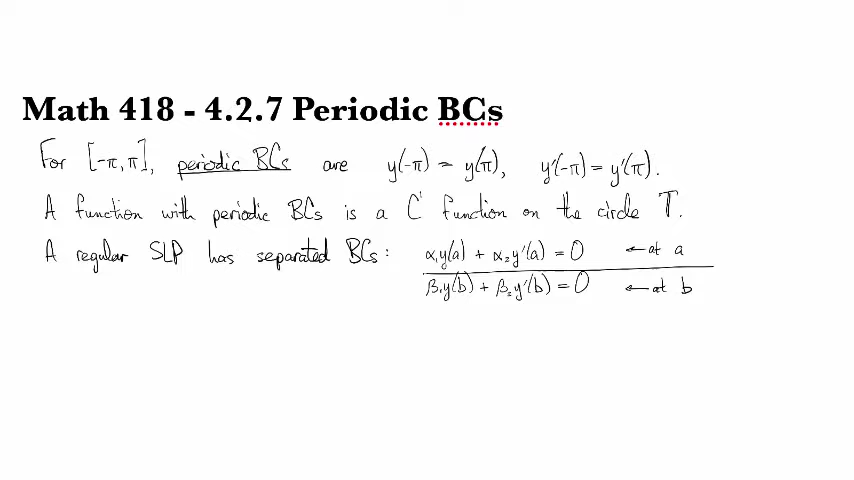 Math 418 - 4.2.7 Periodic BCs
For [-π, π], periodic BCs are y(-π) = y(π), y'(-π) = y'(π).
A function with periodic BCs is a C¹ function on the circle T.
A regular SLP has separated BCs: α₁y(a) + α₂y'(a) = 0 ← at a
β₁y(b) + β₂y'(b) = 0 ← at b